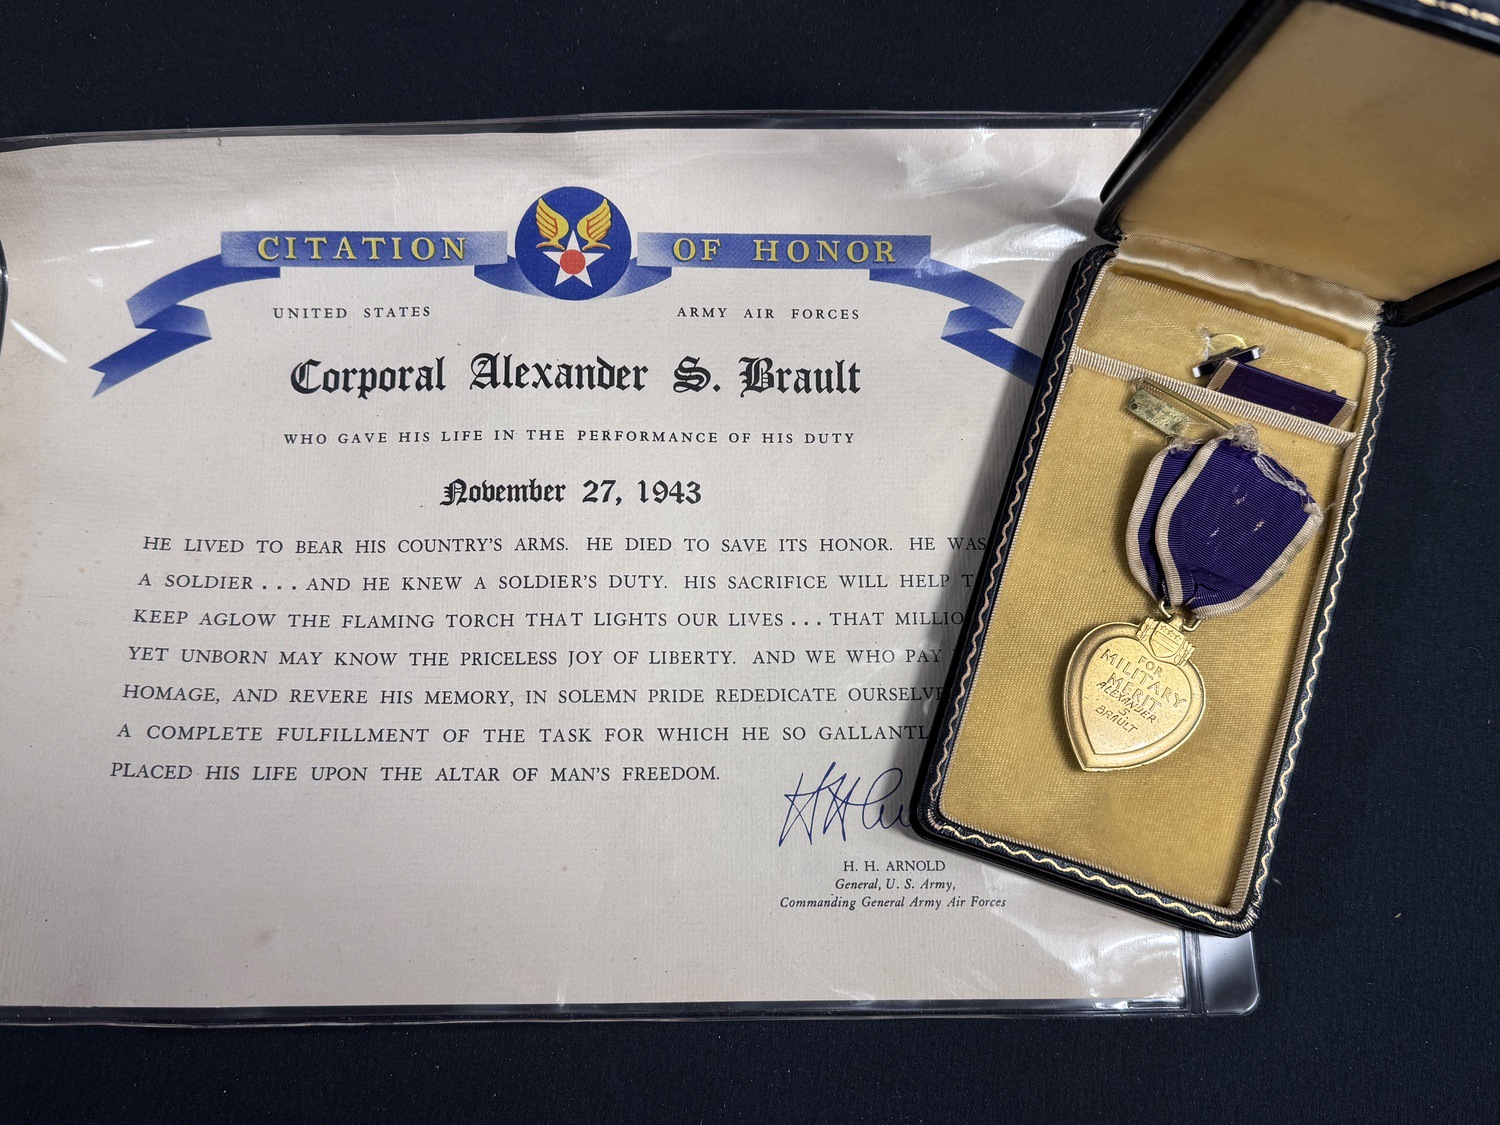 CITATION OF HONOR
UNITED STATES ARMY AIR FORCES
Corporal Alexander S. Brault
WHO GAVE HIS LIFE IN THE PERFORMANCE OF HIS DUTY
November 27, 1943
HE LIVED TO BEAR HIS COUNTRY'S ARMS. HE DIED TO SAVE ITS HONOR. HE WAS
A SOLDIER . . . AND HE KNEW A SOLDIER'S DUTY. HIS SACRIFICE WILL HELP
KEEP AGLOW THE FLAMING TORCH THAT LIGHTS OUR LIVES . . . THAT
YET UNBORN MAY KNOW THE PRICELESS JOY OF LIBERTY. AND WE WHO PAY
HOMAGE, AND REVERE HIS MEMORY, IN SOLEMN PRIDE REDEDICATE
A COMPLETE FULFILLMENT OF THE TASK FOR WHICH HE SO
PLACED HIS LIFE UPON THE ALTAR OF MAN'S FREEDOM.
H. H. ARNOLD
General, U. S. Army,
Commanding General Army Air Forces
FOR
MILITARY
MERIT
ALEXANDER
S.
BRAULT